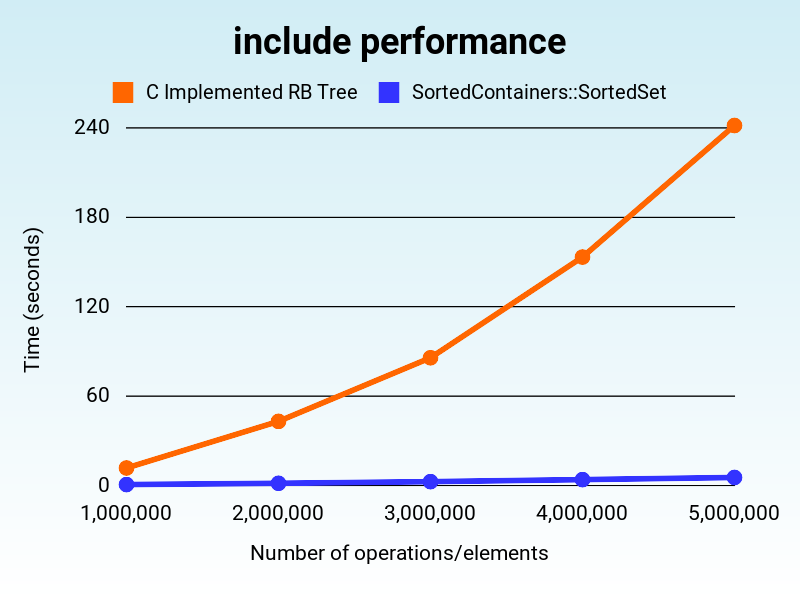 include performance
C Implemented RB Tree SortedContainers::SortedSet
240
180
120
60
0
Time (seconds)
1,000,000 2,000,000 3,000,000 4,000,000 5,000,000
Number of operations/elements